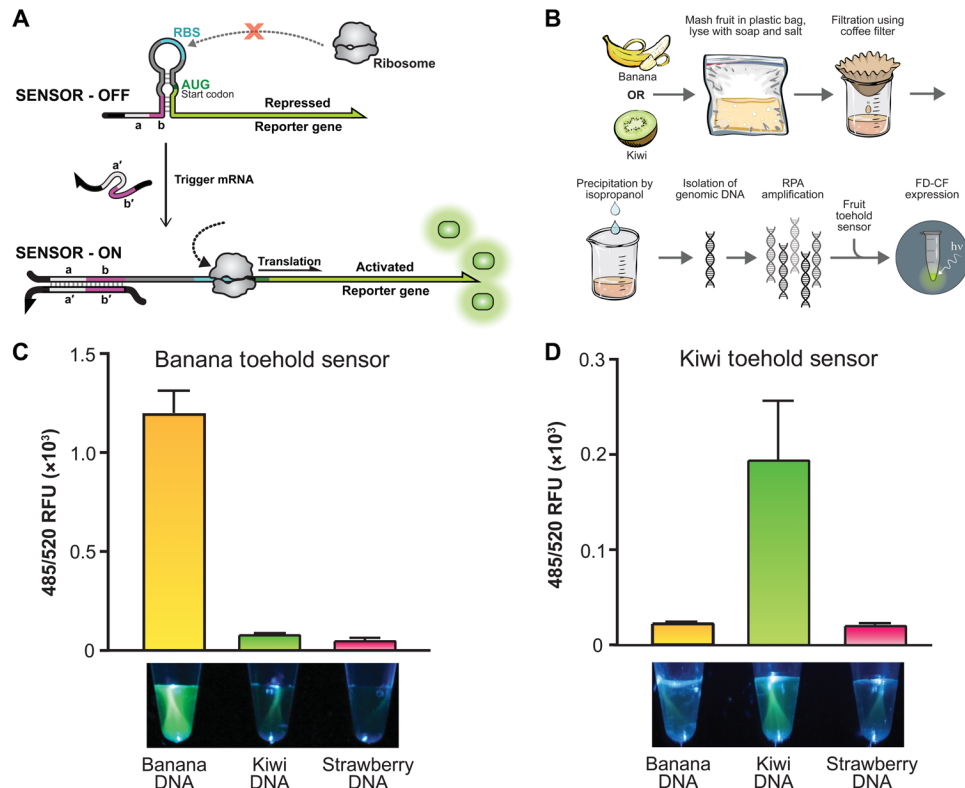 A
RBS
Ribosome
AUG
Start codon
SENSOR - OFF
Repressed
Reporter gene
a
b
a′
b′
Trigger mRNA
SENSOR - ON
a
b
Translation
Activated
Reporter gene
a′
b′
B
Banana
OR
Kiwi
Mash fruit in plastic bag,
lyse with soap and salt
Filtration using
coffee filter
Precipitation by
isopropanol
Isolation of
genomic DNA
RPA
amplification
Fruit
toehold
sensor
FD-CF
expression
hν
C
Banana toehold sensor
485/520 RFU (×10³)
1.5
1.0
0.5
0
Banana
DNA
Kiwi
DNA
Strawberry
DNA
D
Kiwi toehold sensor
485/520 RFU (×10³)
0.3
0.2
0.1
0
Banana
DNA
Kiwi
DNA
Strawberry
DNA